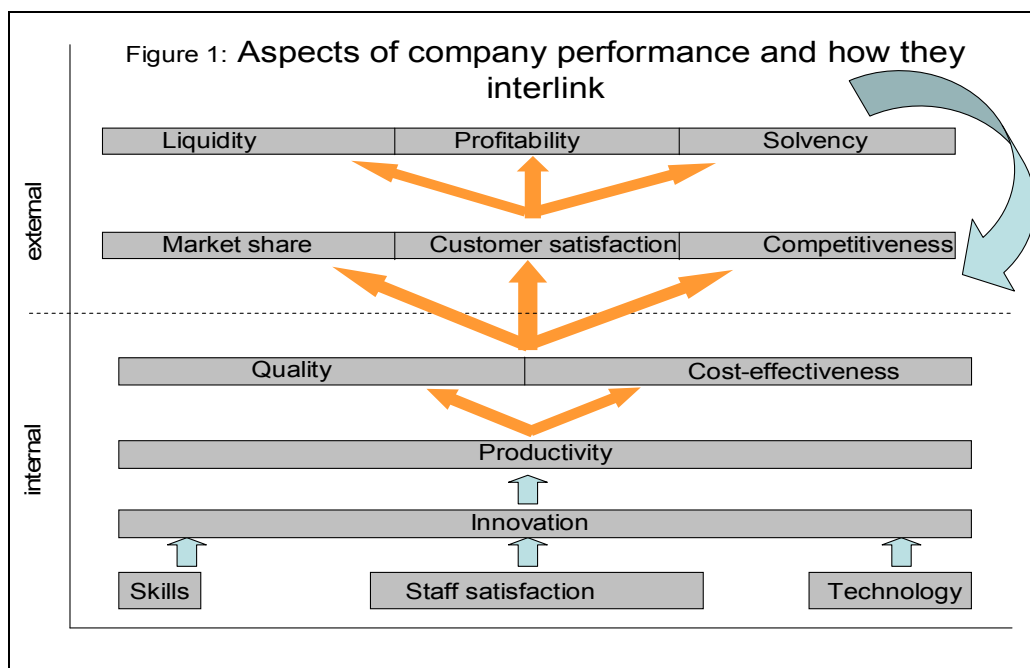 Figure 1: Aspects of company performance and how they
interlink
Liquidity Profitability Solvency
external
Market share Customer satisfaction Competitiveness
Quality Cost-effectiveness
internal
Productivity
Innovation
Skills Staff satisfaction Technology